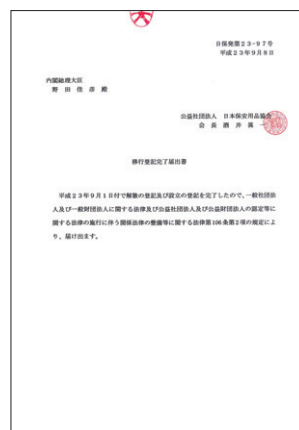 日保発第23-97号
平成23年9月8日
内閣総理大臣
野田佳彦殿
公益社団法人 日本保安用品協会
会長 酒井眞一
移行登記完了届出書
平成23年9月1日付で解散の登記及び設立の登記を完了したので、一般社団法
人及び一般財団法人に関する法律及び公益社団法人及び公益財団法人の認定等に
関する法律の施行に伴う関係法律の整備等に関する法律第106条第2項の規定によ
り、届け出ます。